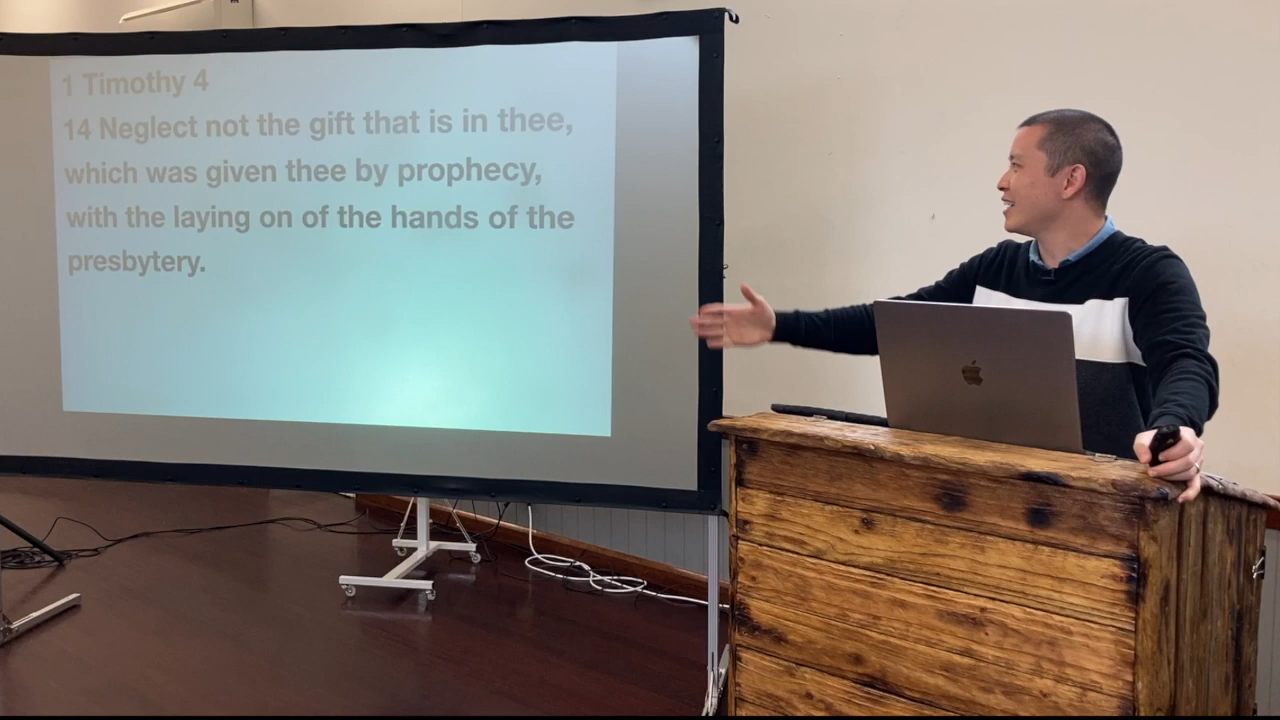 1 Timothy 4
14 Neglect not the gift that is in thee,
which was given thee by prophecy,
with the laying on of the hands of the
presbytery.